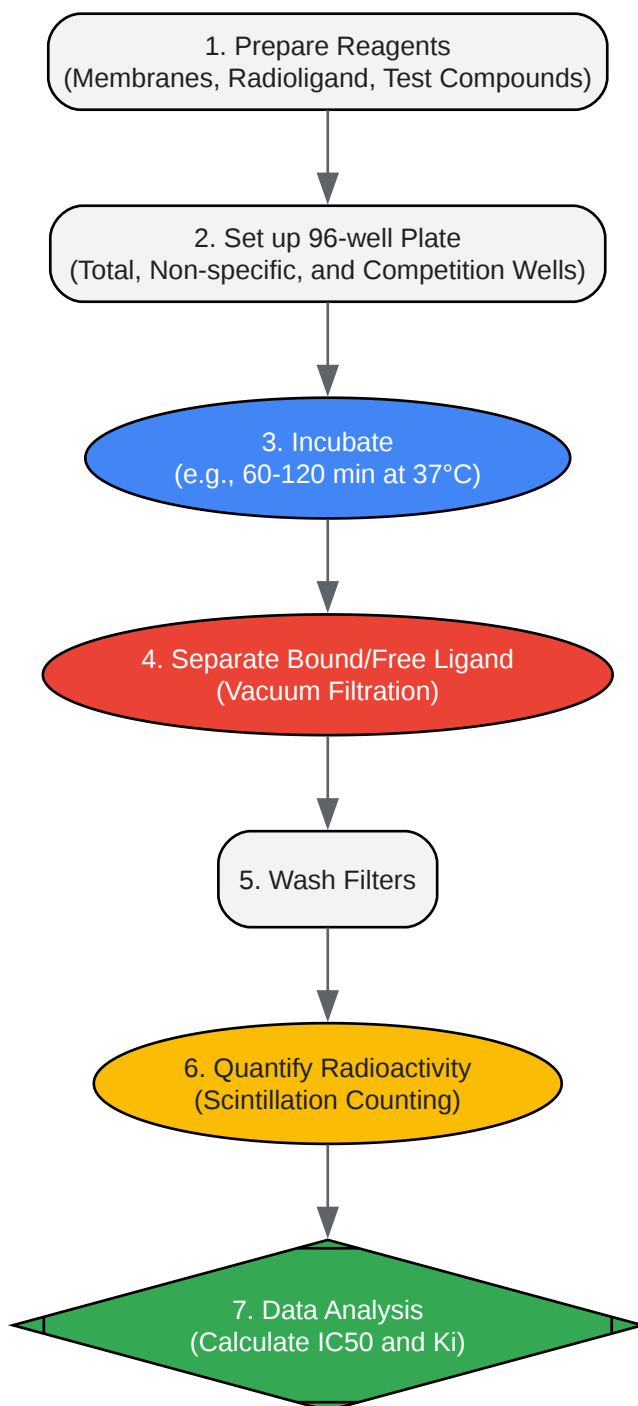 1. Prepare Reagents
(Membranes, Radioligand, Test Compounds)
2. Set up 96-well Plate
(Total, Non-specific, and Competition Wells)
3. Incubate
(e.g., 60-120 min at 37°C)
4. Separate Bound/Free Ligand
(Vacuum Filtration)
5. Wash Filters
6. Quantify Radioactivity
(Scintillation Counting)
7. Data Analysis
(Calculate IC50 and Ki)